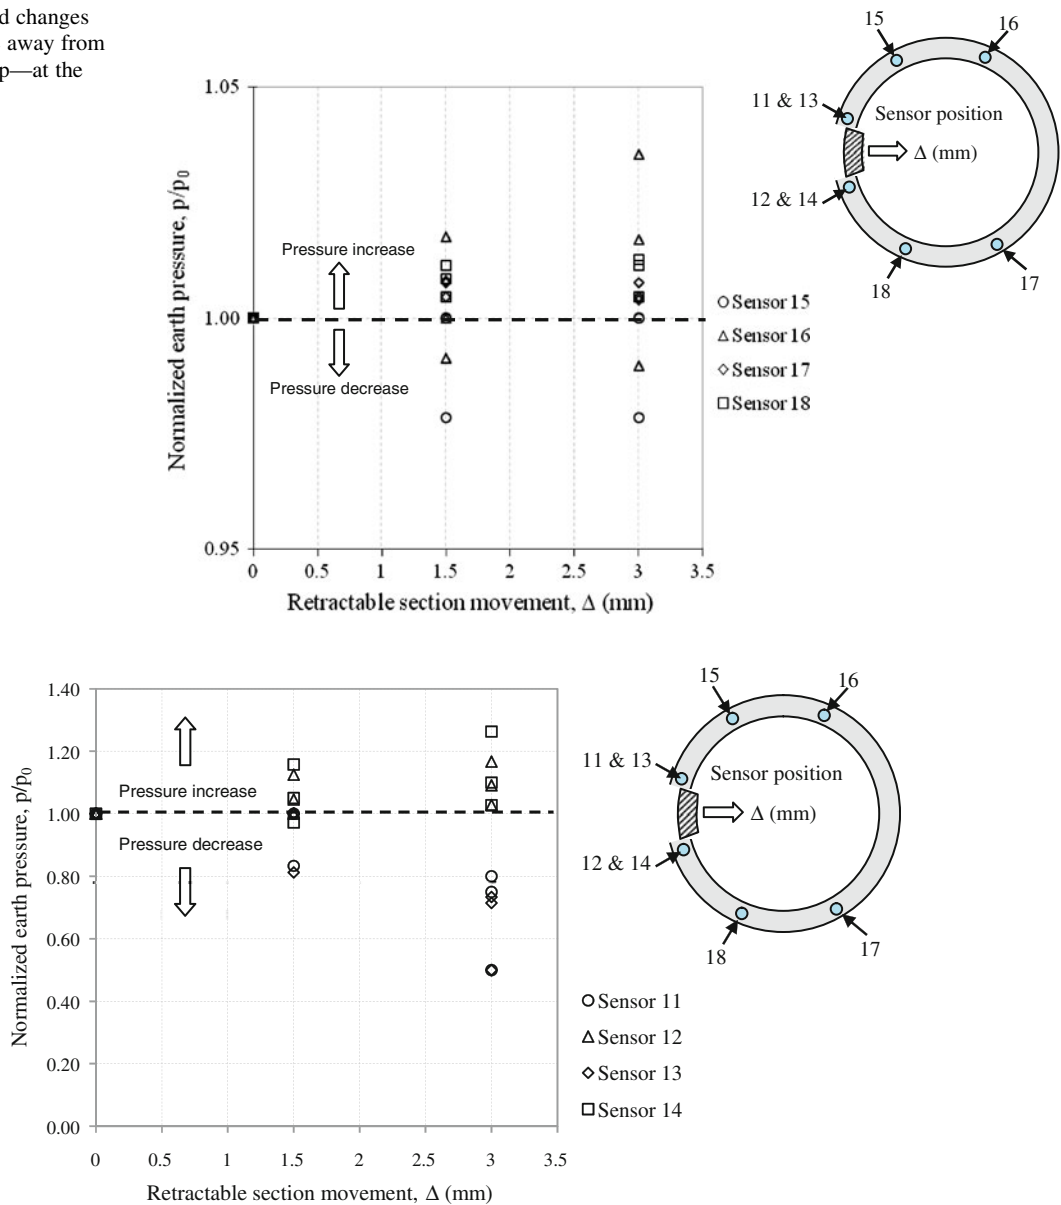 d changes
away from
p—at the
15
16
11 & 13
Sensor position
Δ (mm)
12 & 14
18
17
1.05
1.00
0.95
Normalized earth pressure, p/p0
Pressure increase
Pressure decrease
Sensor 15
Sensor 16
Sensor 17
Sensor 18
0 0.5 1 1.5 2 2.5 3 3.5
Retractable section movement, Δ (mm)
1.40
1.20
1.00
0.80
0.60
0.40
0.20
0.00
Normalized earth pressure, p/p0
Pressure increase
Pressure decrease
15
16
11 & 13
Sensor position
Δ (mm)
12 & 14
18
17
Sensor 11
Sensor 12
Sensor 13
Sensor 14
0 0.5 1 1.5 2 2.5 3 3.5
Retractable section movement, Δ (mm)